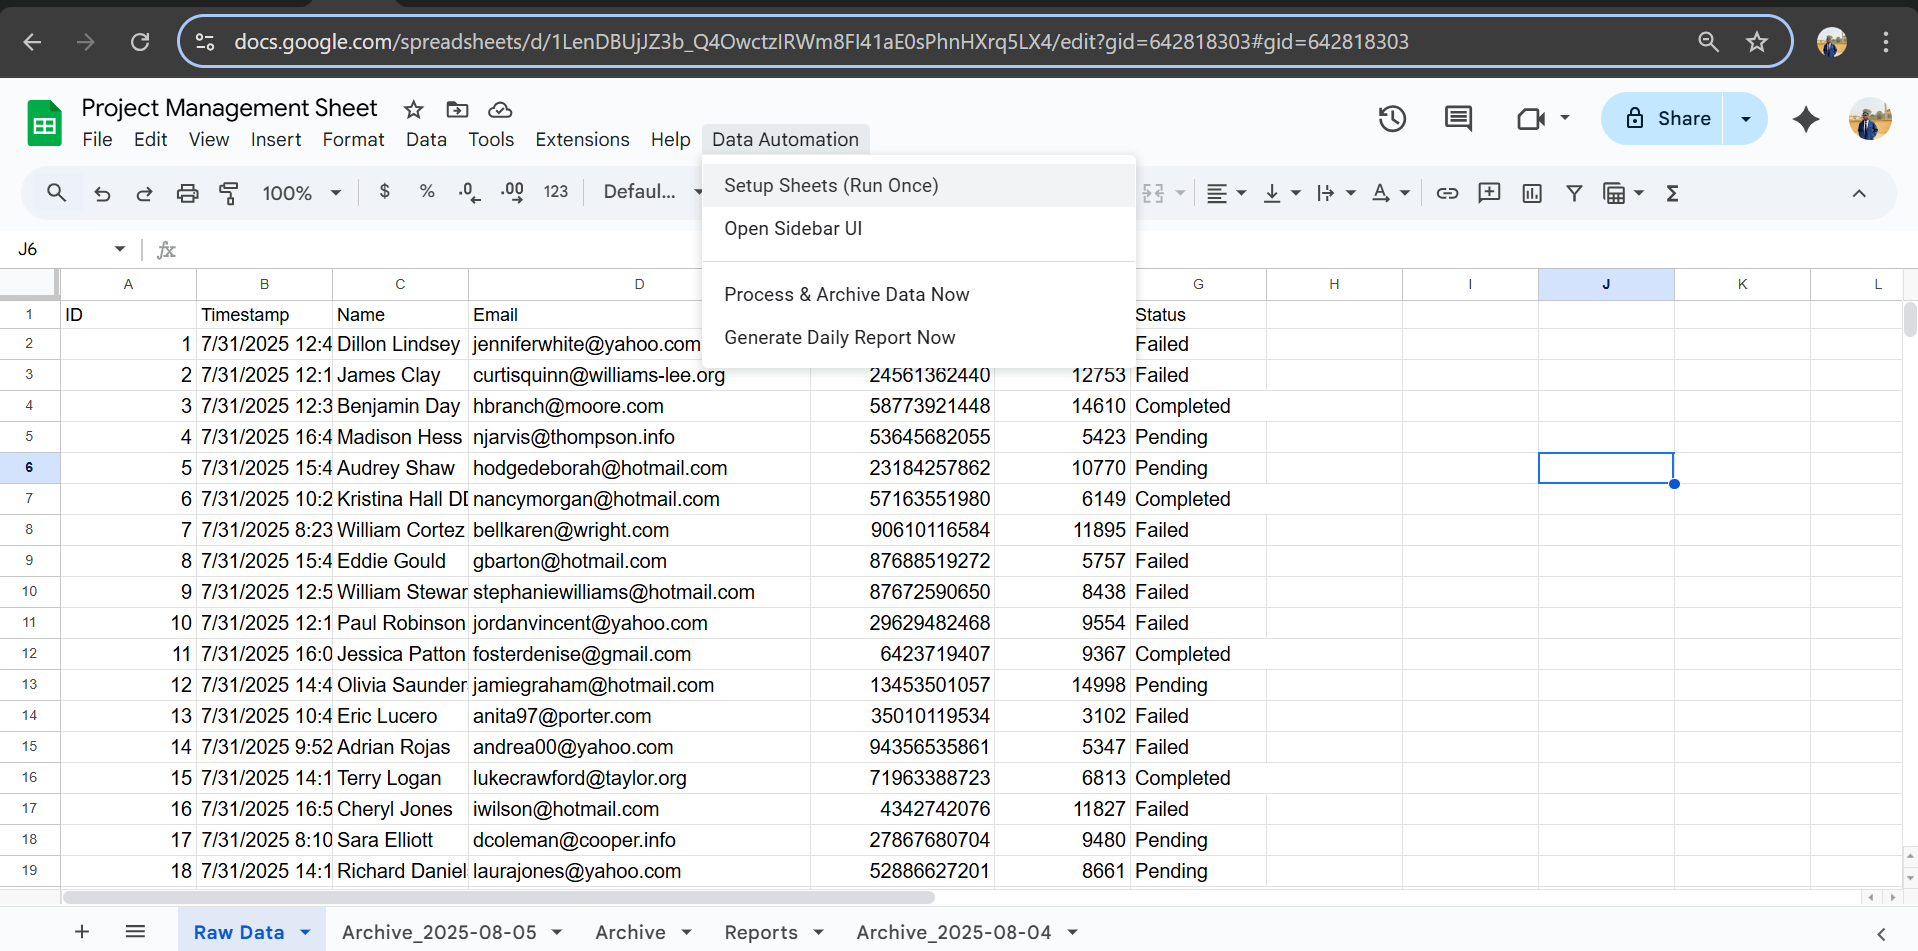 docs.google.com/spreadsheets/d/1LenDBUjJZ3b_Q4OwctzIRWm8FI41aE0sPhnHXrq5LX4/edit?gid=642818303#gid=642818303
Project Management Sheet
File Edit View Insert Format Data Tools Extensions Help Data Automation
Share
100% $ % .0 .00 123 Defaul...
Setup Sheets (Run Once)
Open Sidebar UI
Process & Archive Data Now
Generate Daily Report Now
J6 fx
A B C D G H I J K L
1 ID Timestamp Name Email Status
2 1 7/31/2025 12:4 Dillon Lindsey jenniferwhite@yahoo.com Failed
3 2 7/31/2025 12:1 James Clay curtisquinn@williams-lee.org 24561362440 12753 Failed
4 3 7/31/2025 12:3 Benjamin Day hbranch@moore.com 58773921448 14610 Completed
5 4 7/31/2025 16:4 Madison Hess njarvis@thompson.info 53645682055 5423 Pending
6 5 7/31/2025 15:4 Audrey Shaw hodgedeborah@hotmail.com 23184257862 10770 Pending
7 6 7/31/2025 10:2 Kristina Hall DD nancymorgan@hotmail.com 57163551980 6149 Completed
8 7 7/31/2025 8:23 William Cortez bellkaren@wright.com 90610116584 11895 Failed
9 8 7/31/2025 15:4 Eddie Gould gbarton@hotmail.com 87688519272 5757 Failed
10 9 7/31/2025 12:5 William Stewar stephaniewilliams@hotmail.com 87672590650 8438 Failed
11 10 7/31/2025 12:1 Paul Robinson jordanvincent@yahoo.com 29629482468 9554 Failed
12 11 7/31/2025 16:0 Jessica Patton fosterdenise@gmail.com 6423719407 9367 Completed
13 12 7/31/2025 14:4 Olivia Saunder jamiegraham@hotmail.com 13453501057 14998 Pending
14 13 7/31/2025 10:4 Eric Lucero anita97@porter.com 35010119534 3102 Failed
15 14 7/31/2025 9:52 Adrian Rojas andrea00@yahoo.com 94356535861 5347 Failed
16 15 7/31/2025 14:1 Terry Logan lukecrawford@taylor.org 71963388723 6813 Completed
17 16 7/31/2025 16:5 Cheryl Jones iwilson@hotmail.com 4342742076 11827 Failed
18 17 7/31/2025 8:10 Sara Elliott dcoleman@cooper.info 27867680704 9480 Pending
19 18 7/31/2025 14:1 Richard Daniel laurajones@yahoo.com 52886627201 8661 Pending
Raw Data Archive_2025-08-05 Archive Reports Archive_2025-08-04